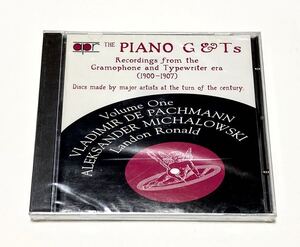 apr THE PIANO G & Ts
Recordings from the
Gramophone and Typewriter era
(1900-1907)
Discs made by major artists at the turn of the century.
Volume One
VLADIMIR DE PACHMANN
ALEKSANDER MICHALOWSKI
Landon Ronald